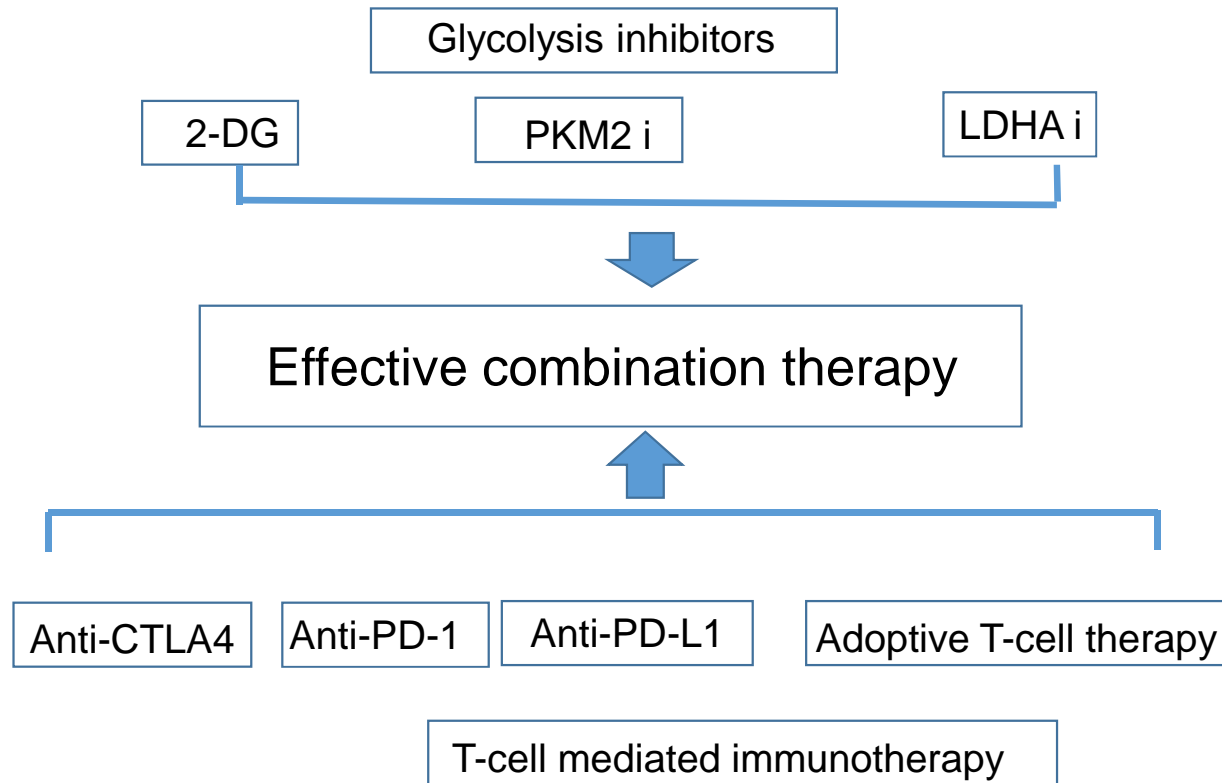 Glycolysis inhibitors
2-DG
PKM2 i
LDHA i
Effective combination therapy
Anti-CTLA4
Anti-PD-1
Anti-PD-L1
Adoptive T-cell therapy
T-cell mediated immunotherapy